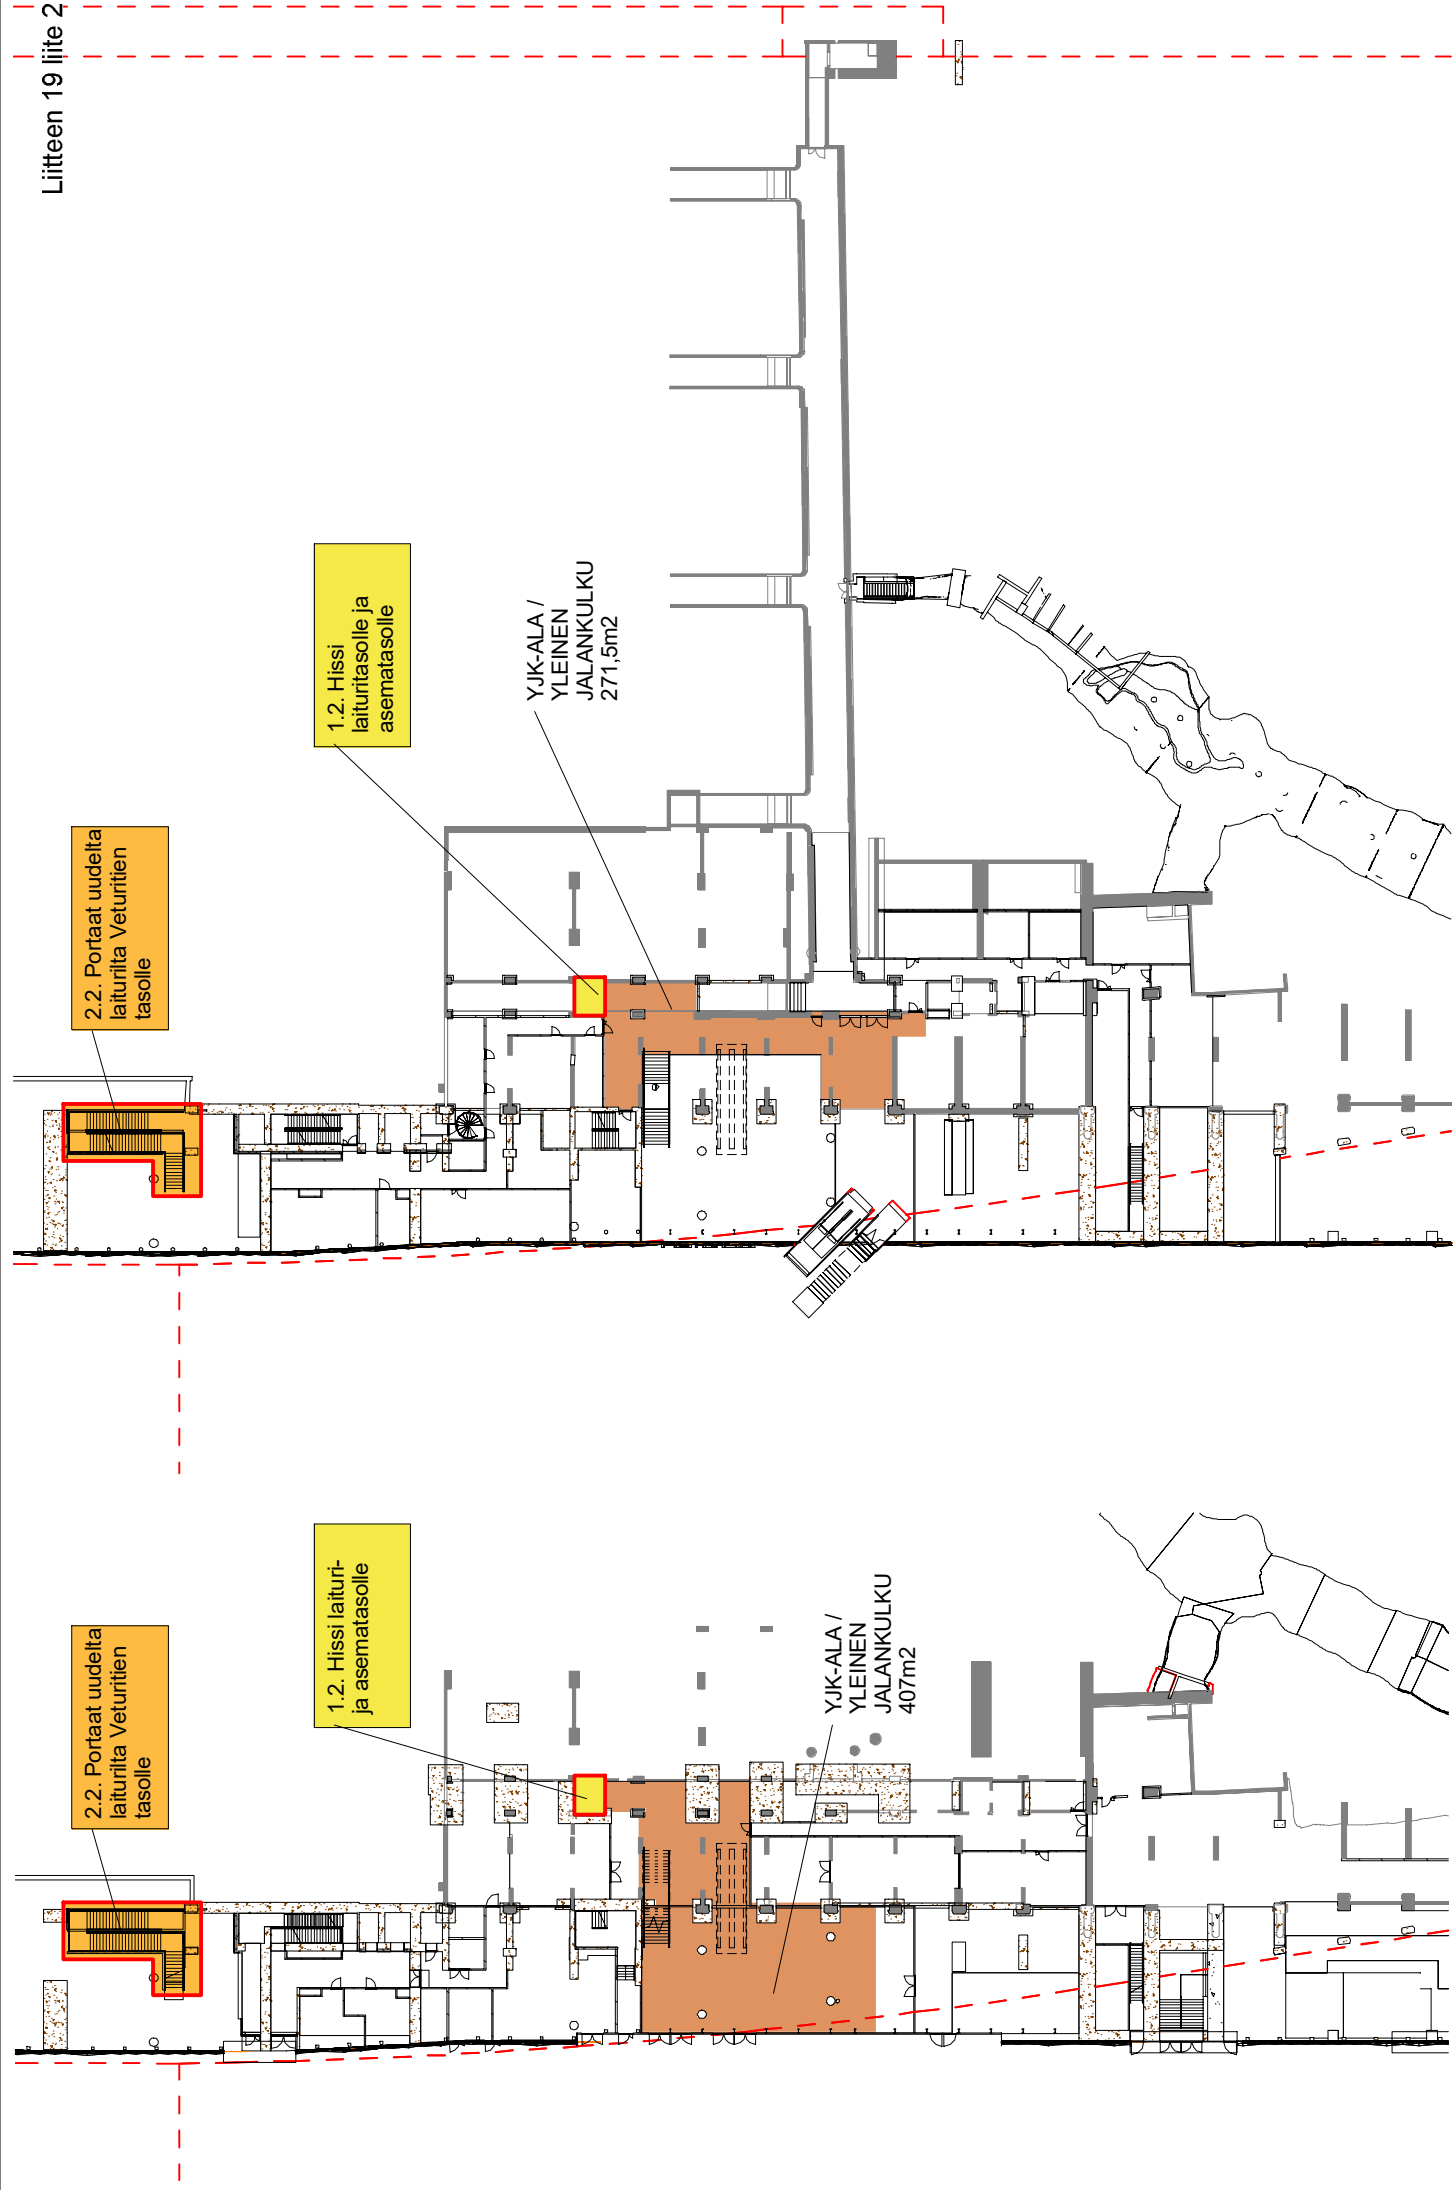 Liitteen 19 liite 2
2.2. Portaat uudelta
laiturilta Veturitien
tasolle
1.2. Hissi laituri-
ja asematasolle
YJK-ALA /
YLEINEN
JALANKULKU
407m2
2.2. Portaat uudelta
laiturilta Veturitien
tasolle
1.2. Hissi
laituritasolle ja
asematasolle
YJK-ALA /
YLEINEN
JALANKULKU
271,5m2